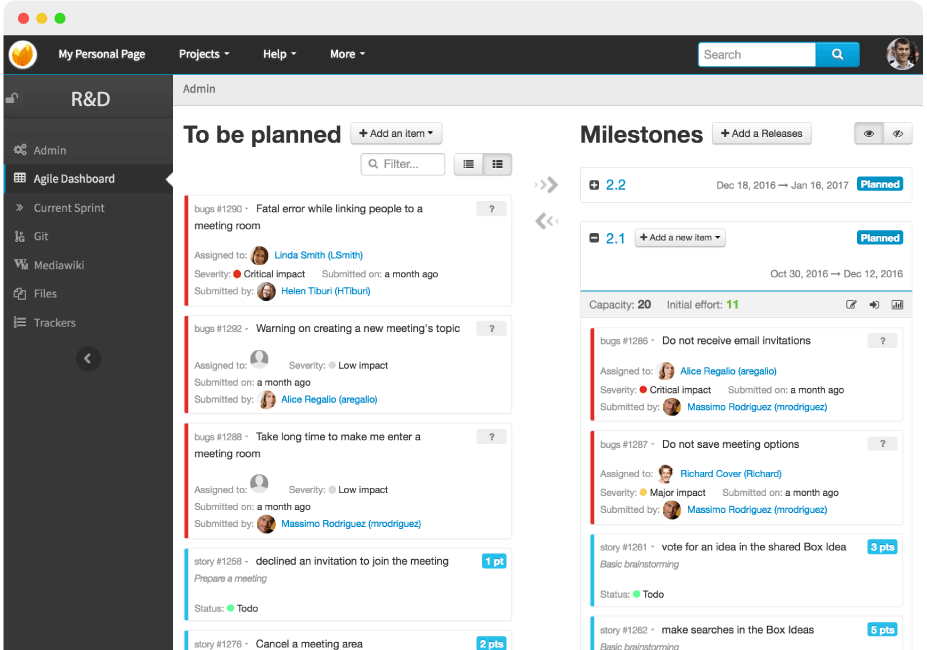 My Personal Page Projects Help More Search
R&D
Admin
Agile Dashboard
Current Sprint
Git
Mediawiki
Files
Trackers
Admin
To be planned + Add an item
Filter...
bugs #1290 - Fatal error while linking people to a
meeting room
?
Assigned to: Linda Smith (LSmith)
Severity: Critical impact Submitted on: a month ago
Submitted by: Helen Tiburi (HTiburi)
bugs #1292 - Warning on creating a new meeting's topic ?
Assigned to: Severity: Low impact
Submitted on: a month ago
Submitted by: Alice Regalio (aregalio)
bugs #1288 - Take long time to make me enter a
meeting room
?
Assigned to: Severity: Low impact
Submitted on: a month ago
Submitted by: Massimo Rodriguez (mrodriguez)
story #1258 - declined an invitation to join the meeting 1 pt
Prepare a meeting
Status: Todo
story #1276 - Cancel a meeting area 2 pts
Milestones + Add a Releases
2.2 Dec 18, 2016 → Jan 16, 2017 Planned
2.1 + Add a new item Planned
Oct 30, 2016 → Dec 12, 2016
Capacity: 20 Initial effort: 11
bugs #1286 - Do not receive email invitations ?
Assigned to: Alice Regalio (aregalio)
Severity: Critical impact Submitted on: a month ago
Submitted by: Massimo Rodriguez (mrodriguez)
bugs #1287 - Do not save meeting options ?
Assigned to: Richard Cover (Richard)
Severity: Major impact Submitted on: a month ago
Submitted by: Massimo Rodriguez (mrodriguez)
story #1261 - vote for an idea in the shared Box Idea 3 pts
Basic brainstorming
Status: Todo
story #1262 - make searches in the Box Ideas 5 pts
Basic brainstorming